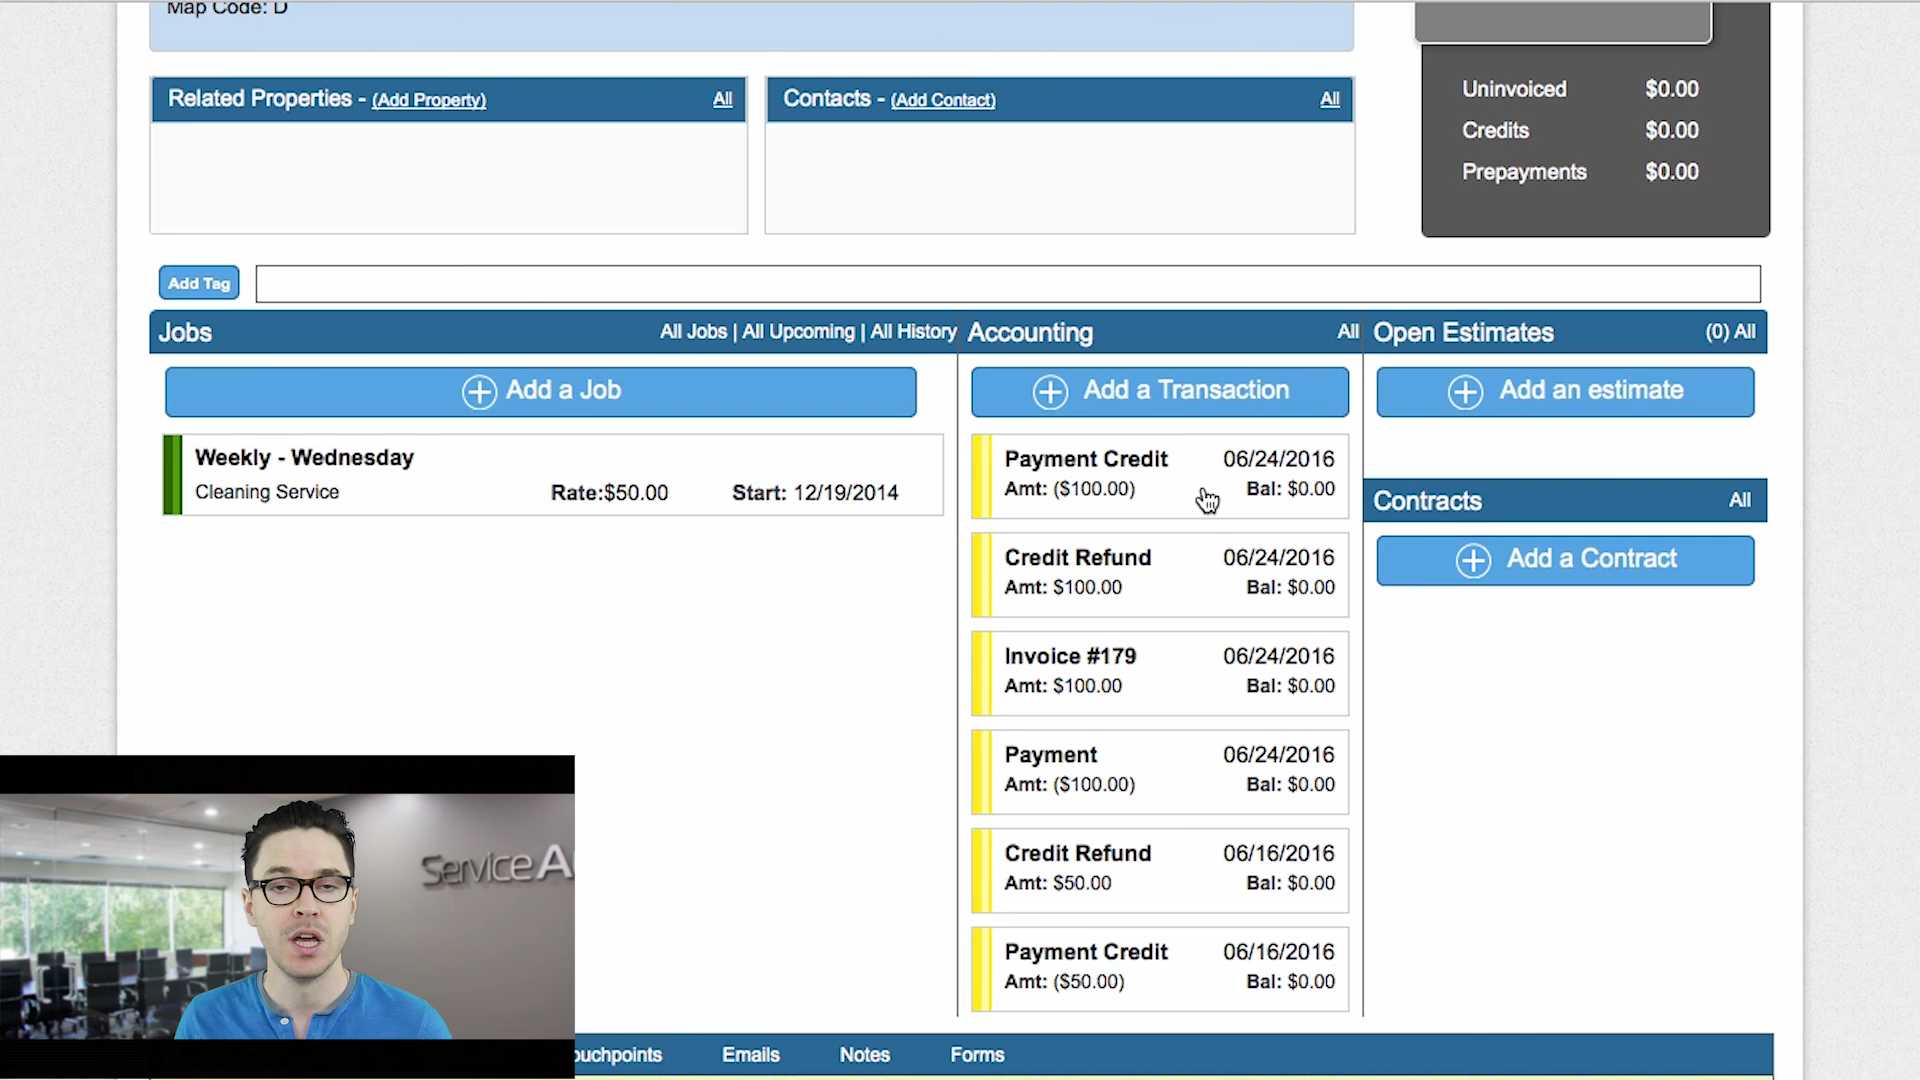 Map Code: D
Related Properties - (Add Property) All
Contacts - (Add Contact) All
Uninvoiced $0.00
Credits $0.00
Prepayments $0.00
Add Tag
Jobs All Jobs | All Upcoming | All History
Accounting All
Open Estimates (0) All
Add a Job
Add a Transaction
Add an estimate
Weekly - Wednesday
Cleaning Service Rate:$50.00 Start: 12/19/2014
Payment Credit 06/24/2016
Amt: ($100.00) Bal: $0.00
Credit Refund 06/24/2016
Amt: $100.00 Bal: $0.00
Invoice #179 06/24/2016
Amt: $100.00 Bal: $0.00
Payment 06/24/2016
Amt: ($100.00) Bal: $0.00
Credit Refund 06/16/2016
Amt: $50.00 Bal: $0.00
Payment Credit 06/16/2016
Amt: ($50.00) Bal: $0.00
Contracts All
Add a Contract
ServiceA
ouchpoints Emails Notes Forms